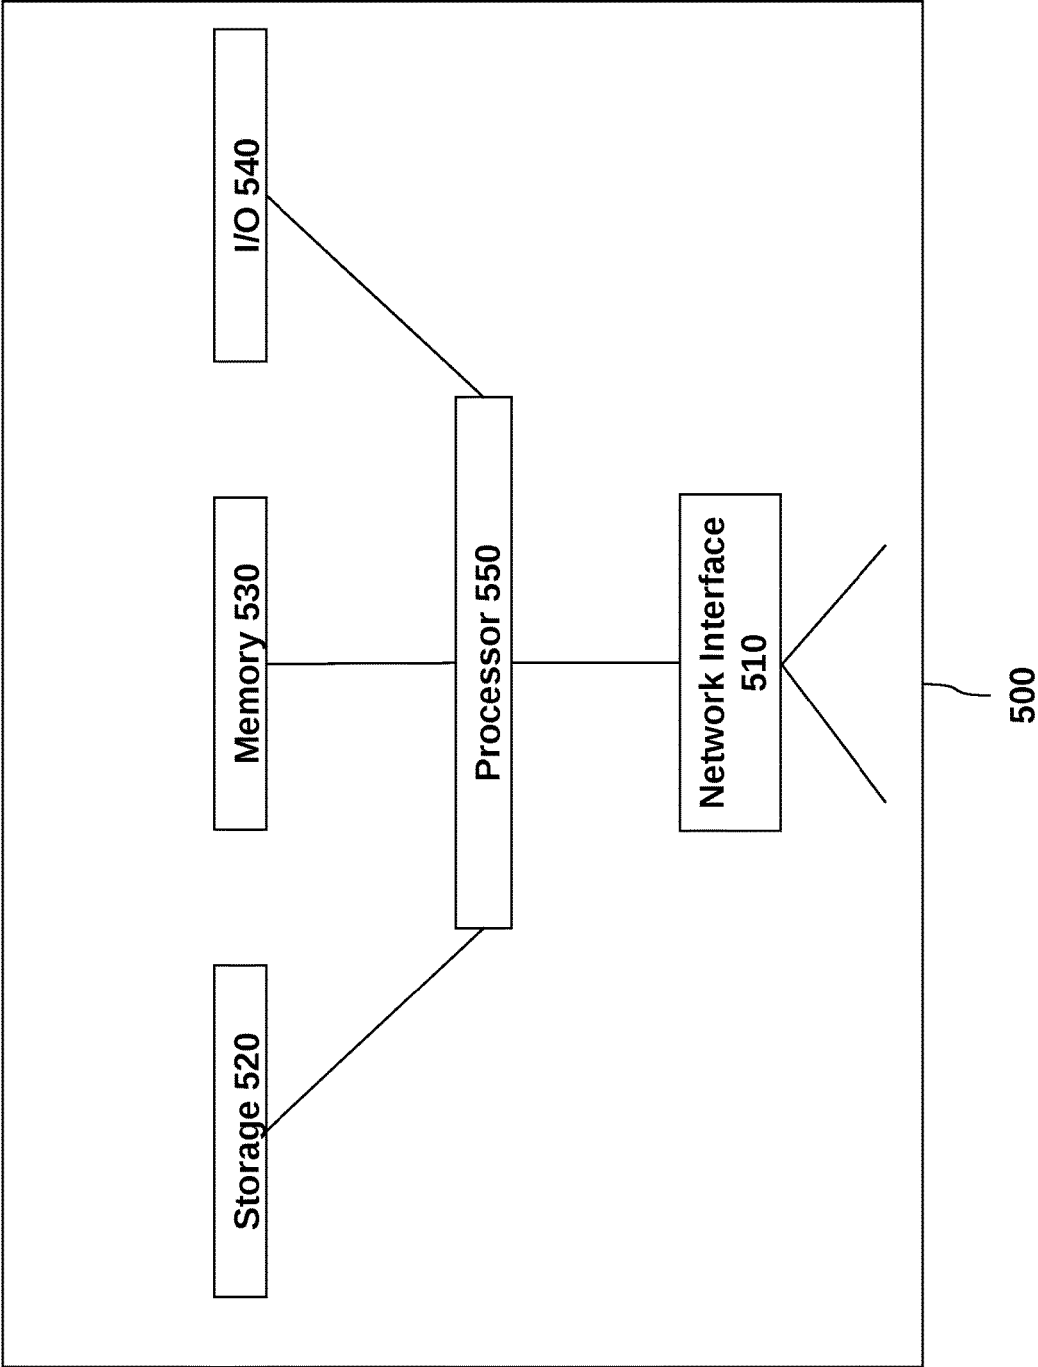 Storage 520
Memory 530
I/O 540
Processor 550
Network Interface
510
500